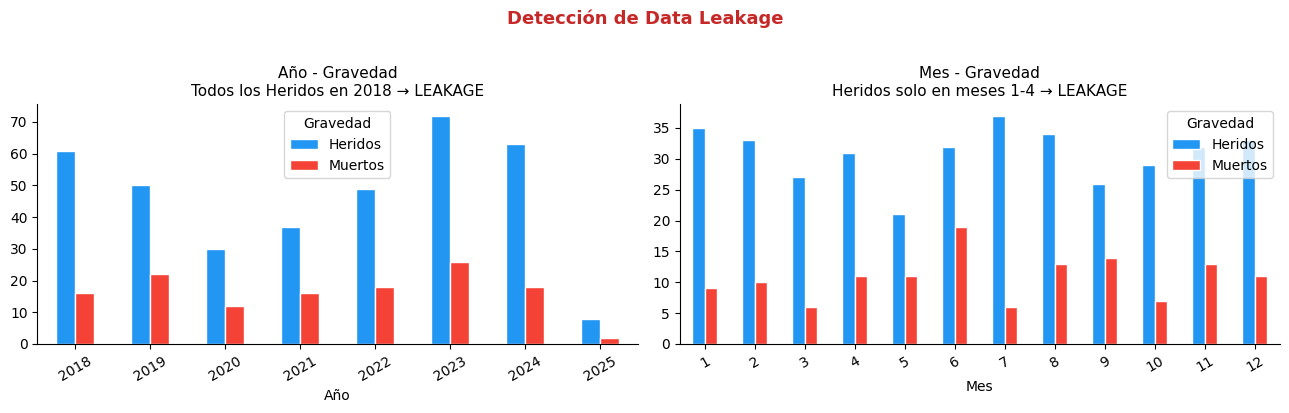 Detección de Data Leakage
Año - Gravedad
Todos los Heridos en 2018 → LEAKAGE
Gravedad
Heridos
Muertos
70
60
50
40
30
20
10
0
2018 2019 2020 2021 2022 2023 2024 2025
Año
Mes - Gravedad
Heridos solo en meses 1-4 → LEAKAGE
Gravedad
Heridos
Muertos
35
30
25
20
15
10
5
0
1 2 3 4 5 6 7 8 9 10 11 12
Mes